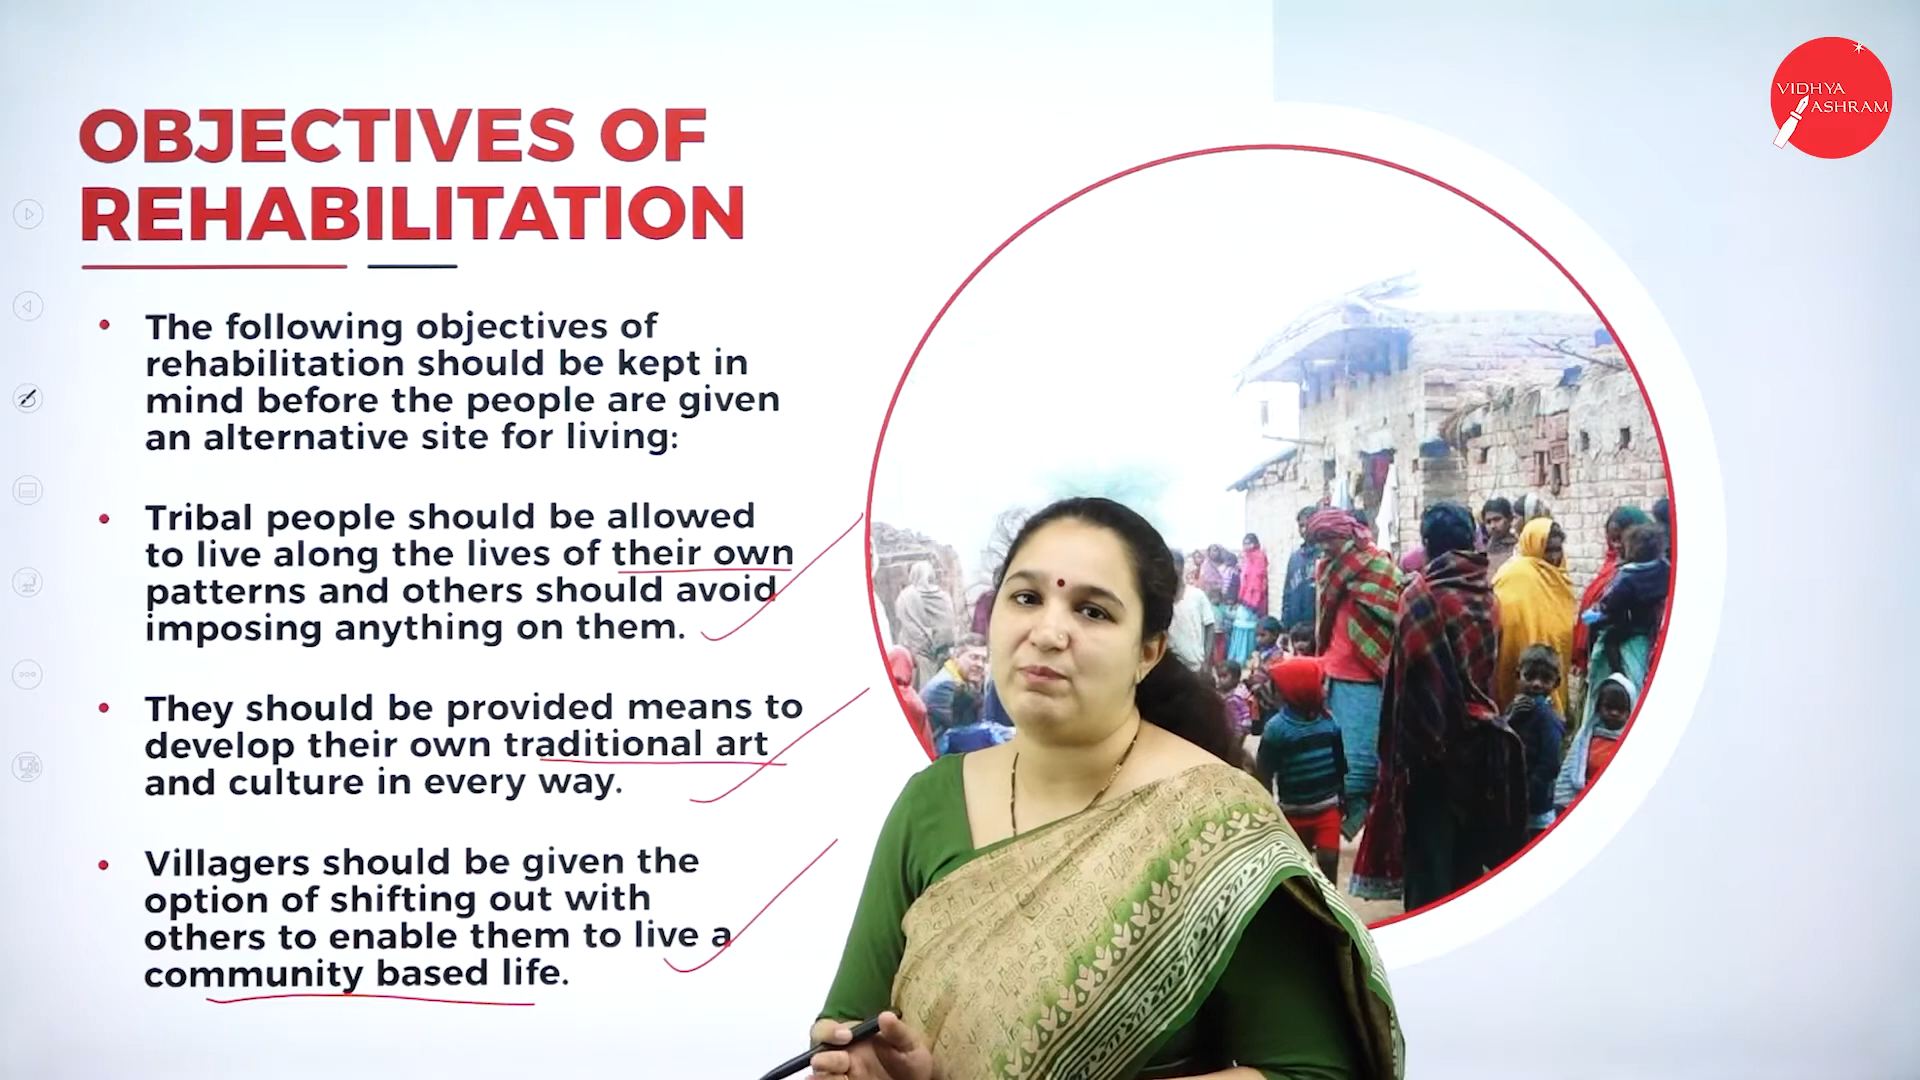 VIDHYA
ASHRAM
OBJECTIVES OF
REHABILITATION
The following objectives of
rehabilitation should be kept in
mind before the people are given
an alternative site for living:
Tribal people should be allowed
to live along the lives of their own
patterns and others should avoid
imposing anything on them.
They should be provided means to
develop their own traditional art
and culture in every way.
Villagers should be given the
option of shifting out with
others to enable them to live a
community based life.